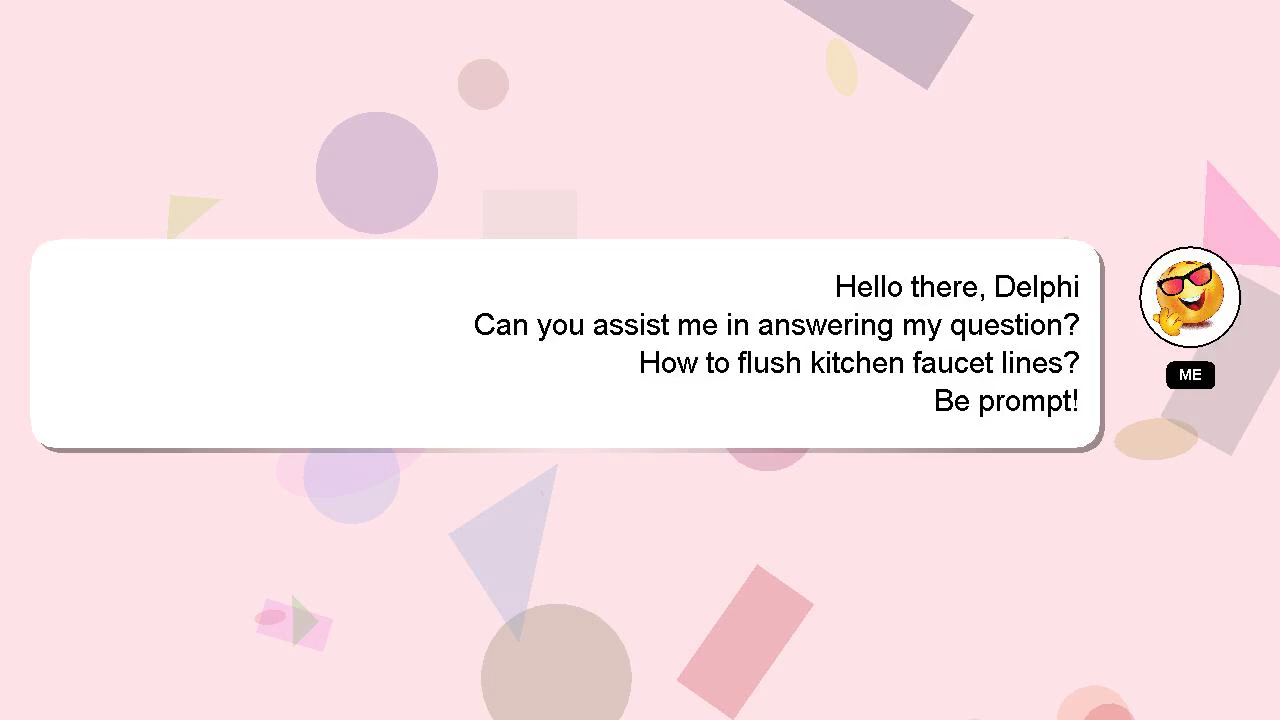 Hello there, Delphi
Can you assist me in answering my question?
How to flush kitchen faucet lines?
Be prompt!
ME